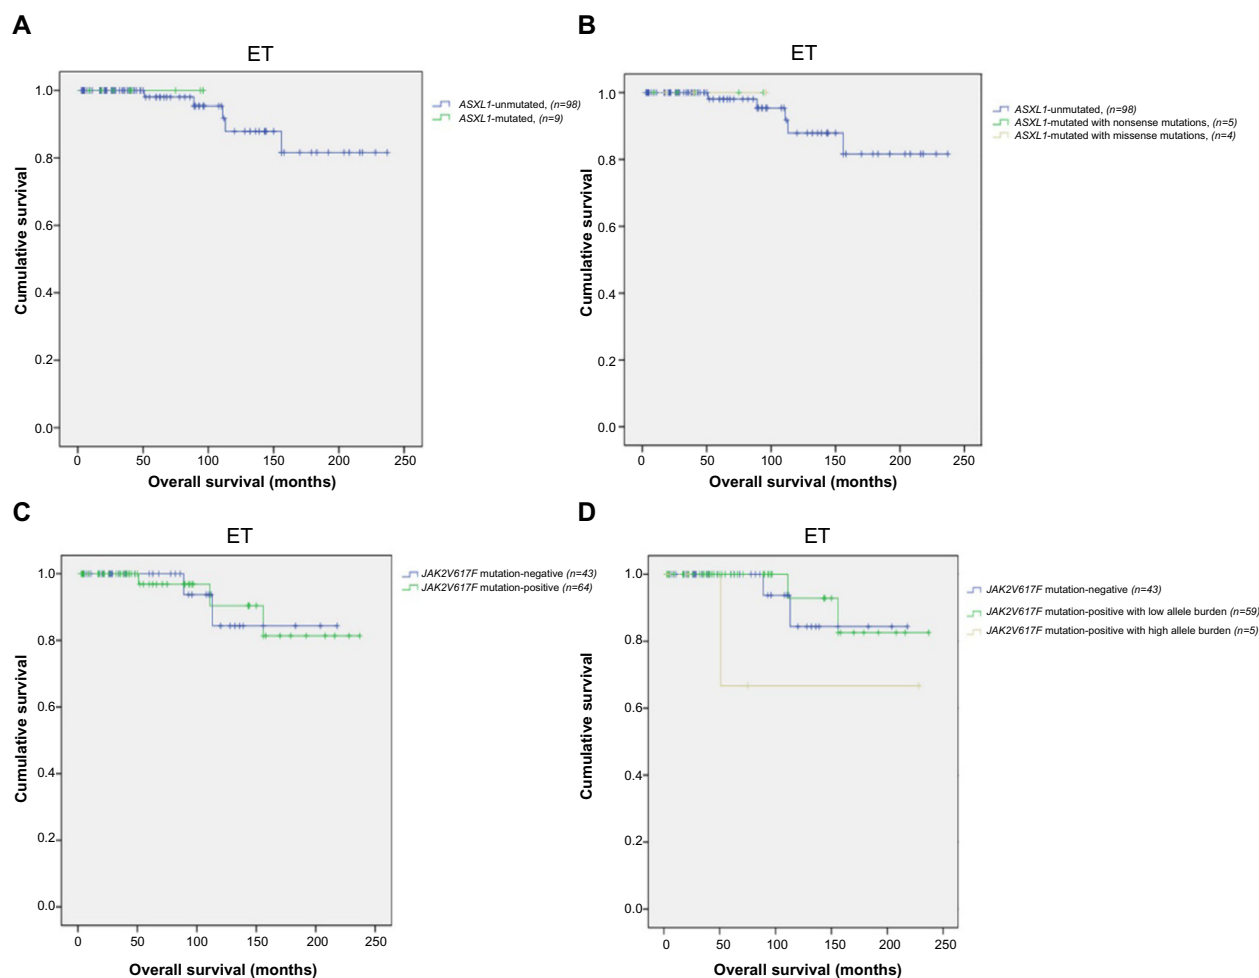 A
ET
1.0
0.8
0.6
0.4
0.2
0.0
0 50 100 150 200 250
Cumulative survival
Overall survival (months)
ASXL1-unmutated, (n=98)
ASXL1-mutated, (n=9)
B
ET
1.0
0.8
0.6
0.4
0.2
0.0
0 50 100 150 200 250
Cumulative survival
Overall survival (months)
ASXL1-unmutated, (n=98)
ASXL1-mutated with nonsense mutations, (n=5)
ASXL1-mutated with missense mutations, (n=4)
C
ET
1.0
0.8
0.6
0.4
0.2
0.0
0 50 100 150 200 250
Cumulative survival
Overall survival (months)
JAK2V617F mutation-negative (n=43)
JAK2V617F mutation-positive (n=64)
D
ET
1.0
0.8
0.6
0.4
0.2
0.0
0 50 100 150 200 250
Cumulative survival
Overall survival (months)
JAK2V617F mutation-negative (n=43)
JAK2V617F mutation-positive with low allele burden (n=59)
JAK2V617F mutation-positive with high allele burden (n=5)